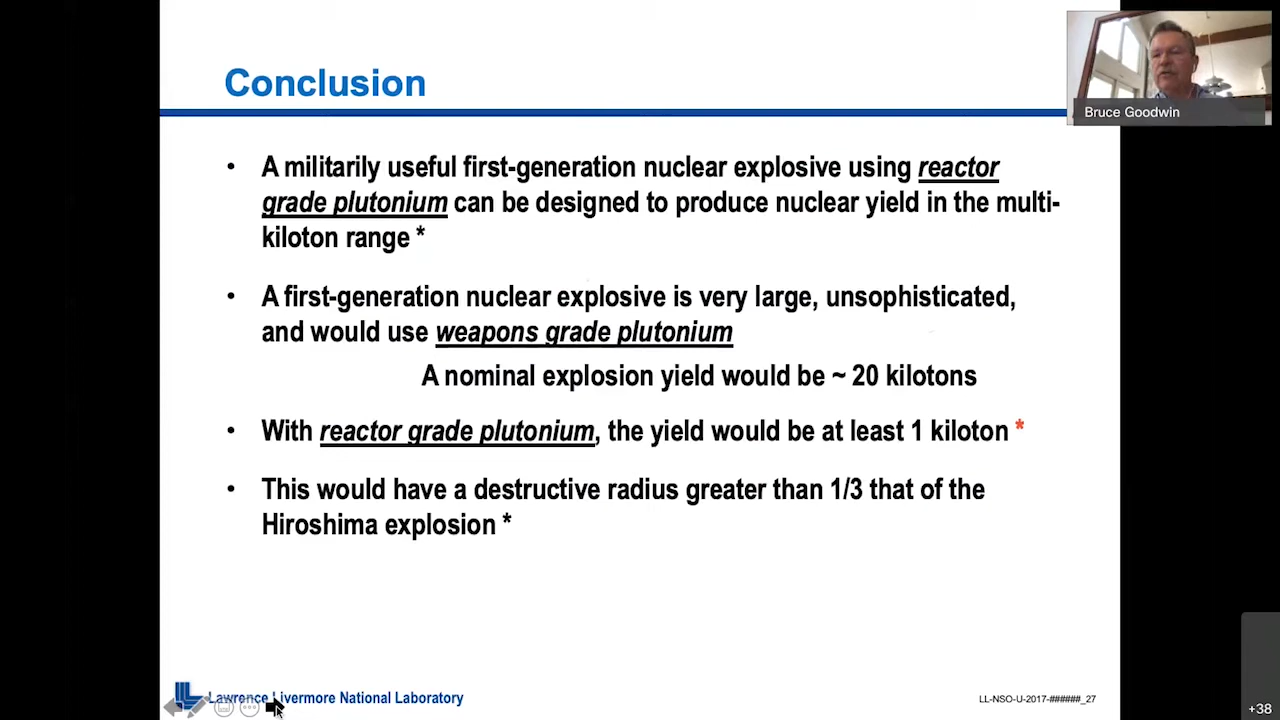 Conclusion
Bruce Goodwin
• A militarily useful first-generation nuclear explosive using reactor
grade plutonium can be designed to produce nuclear yield in the multi-
kiloton range *
• A first-generation nuclear explosive is very large, unsophisticated,
and would use weapons grade plutonium
A nominal explosion yield would be ~ 20 kilotons
• With reactor grade plutonium, the yield would be at least 1 kiloton *
• This would have a destructive radius greater than 1/3 that of the
Hiroshima explosion *
Lawrence Livermore National Laboratory
LL-NSO-U-2017-######_27
+38